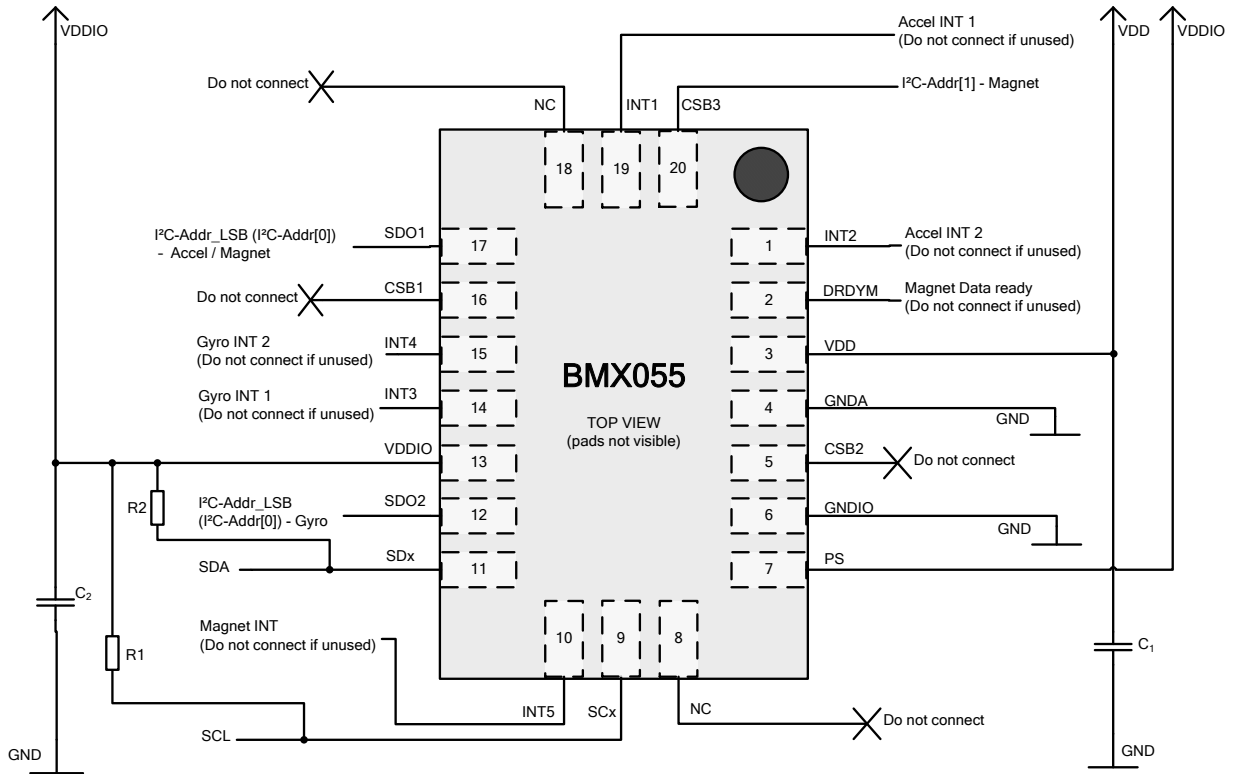 VDDIO
Accel INT 1
(Do not connect if unused)
VDD
VDDIO
Do not connect
I²C-Addr[1] - Magnet
NC
INT1
CSB3
18
19
20
I²C-Addr_LSB (I²C-Addr[0])
- Accel / Magnet
SDO1
17
1
INT2
Accel INT 2
(Do not connect if unused)
Do not connect
CSB1
16
2
DRDYM
Magnet Data ready
(Do not connect if unused)
Gyro INT 2
(Do not connect if unused)
INT4
15
3
VDD
BMX055
Gyro INT 1
(Do not connect if unused)
INT3
14
TOP VIEW
(pads not visible)
4
GNDA
GND
VDDIO
13
5
CSB2
Do not connect
R2
I²C-Addr_LSB
(I²C-Addr[0]) - Gyro
SDO2
12
6
GNDIO
GND
SDA
SDx
11
7
PS
C₂
Magnet INT
(Do not connect if unused)
10
9
8
R1
C₁
INT5
SCx
NC
Do not connect
SCL
GND
GND